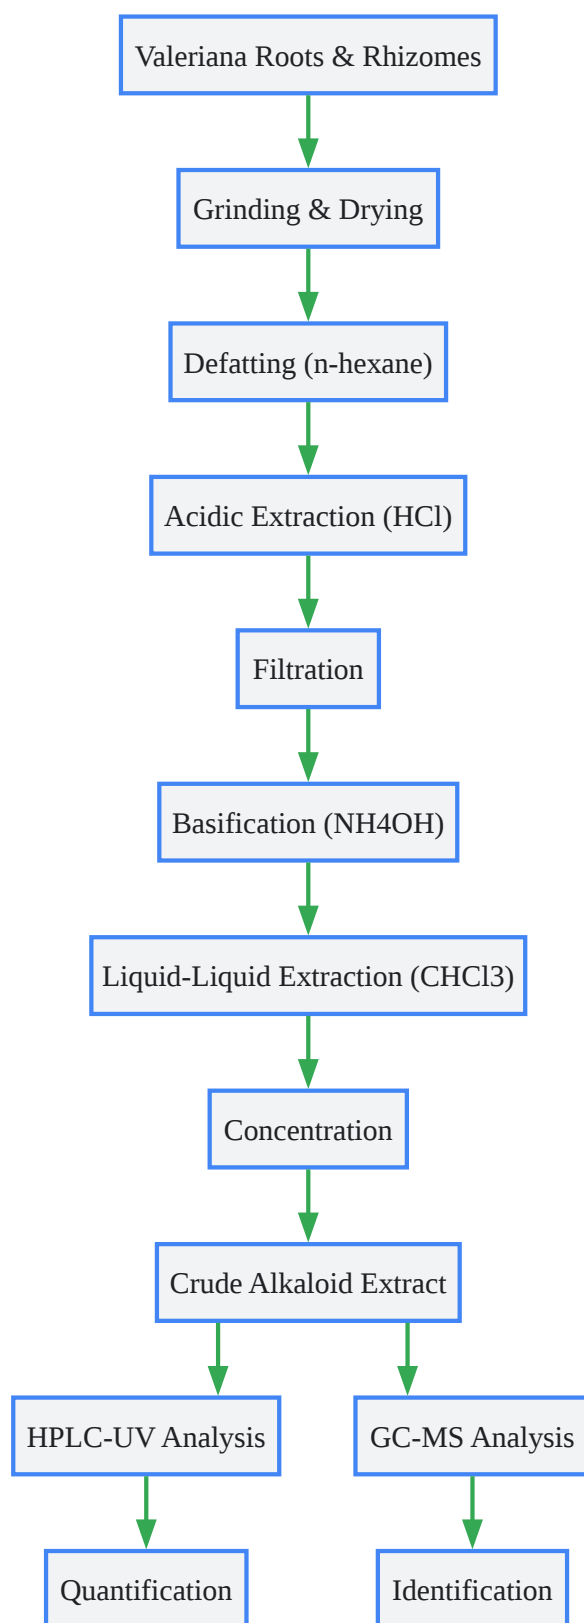 Valeriana Roots & Rhizomes
Grinding & Drying
Defatting (n-hexane)
Acidic Extraction (HCl)
Filtration
Basification (NH4OH)
Liquid-Liquid Extraction (CHCl3)
Concentration
Crude Alkaloid Extract
HPLC-UV Analysis
GC-MS Analysis
Quantification
Identification